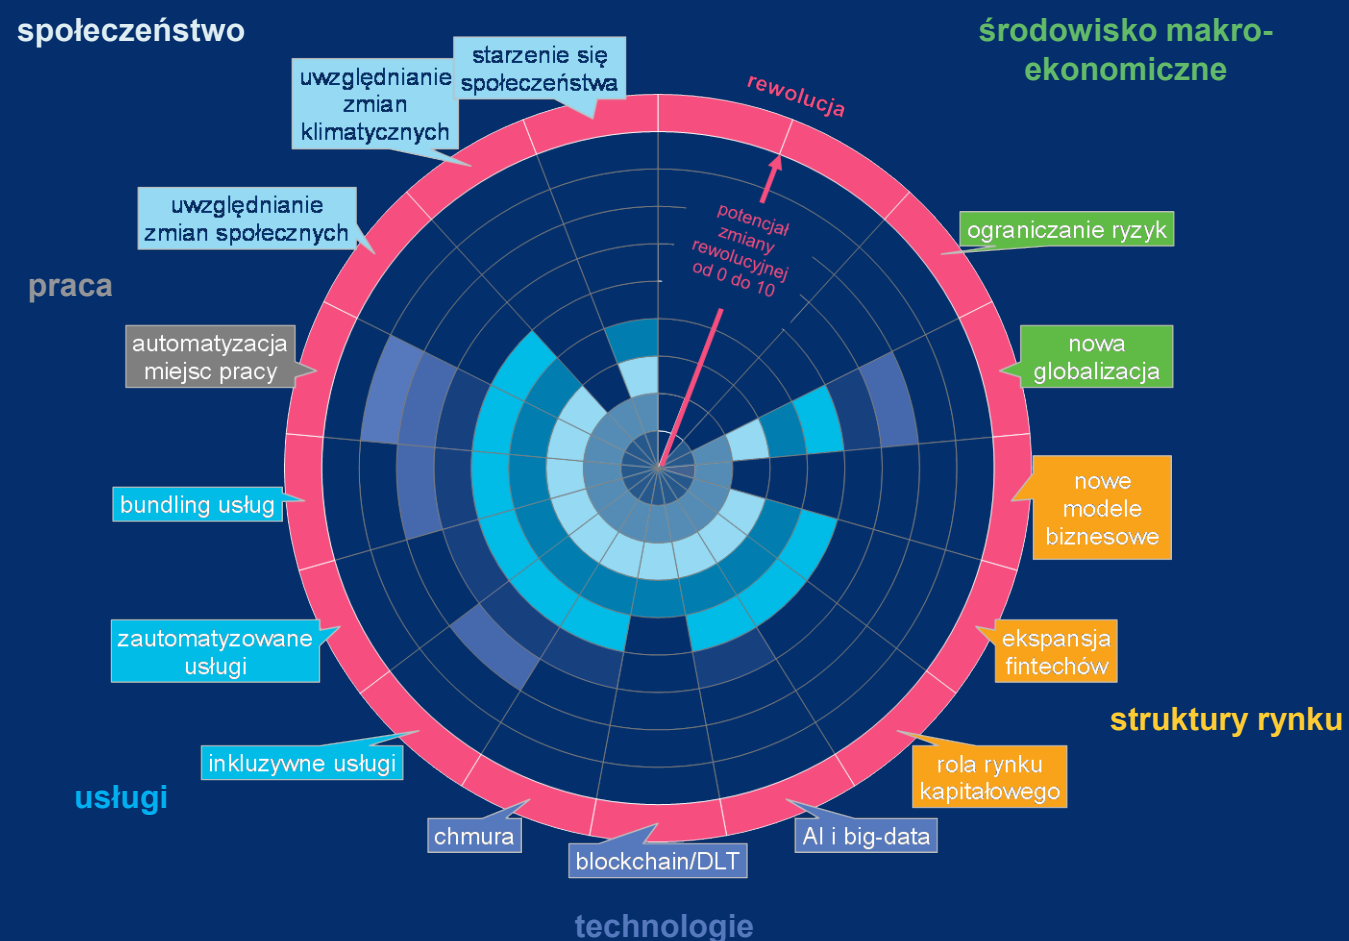 społeczeństwo
środowisko makro-
ekonomiczne
starzenie się
społeczeństwa
uwzględnianie
zmian
klimatycznych
rewolucja
uwzględnianie
zmian społecznych
potencjał
zmiany
rewolucyjnej
od 0 do 10
ograniczanie ryzyk
praca
automatyzacja
miejsc pracy
nowa
globalizacja
bundling usług
nowe
modele
biznesowe
zautomatyzowane
usługi
ekspansja
fintechów
struktury rynku
inkluzywne usługi
rola rynku
kapitałowego
usługi
chmura
AI i big-data
blockchain/DLT
technologie